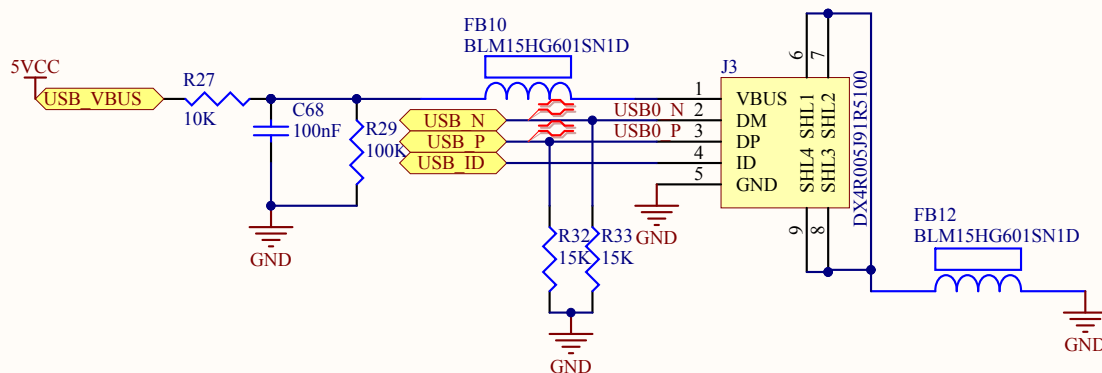 FB10
BLM15HG601SN1D
5VCC
USB_VBUS
R27
10K
C68
100nF
R29
100K
USB_N
USB_P
USB_ID
USB0_N
USB0_P
J3
1
2
3
4
5
VBUS
DM
DP
ID
GND
6
7
SHL1
SHL2
SHL4
SHL3
9
8
DX4R005J91R5100
GND
GND
R32
15K
R33
15K
GND
FB12
BLM15HG601SN1D
GND